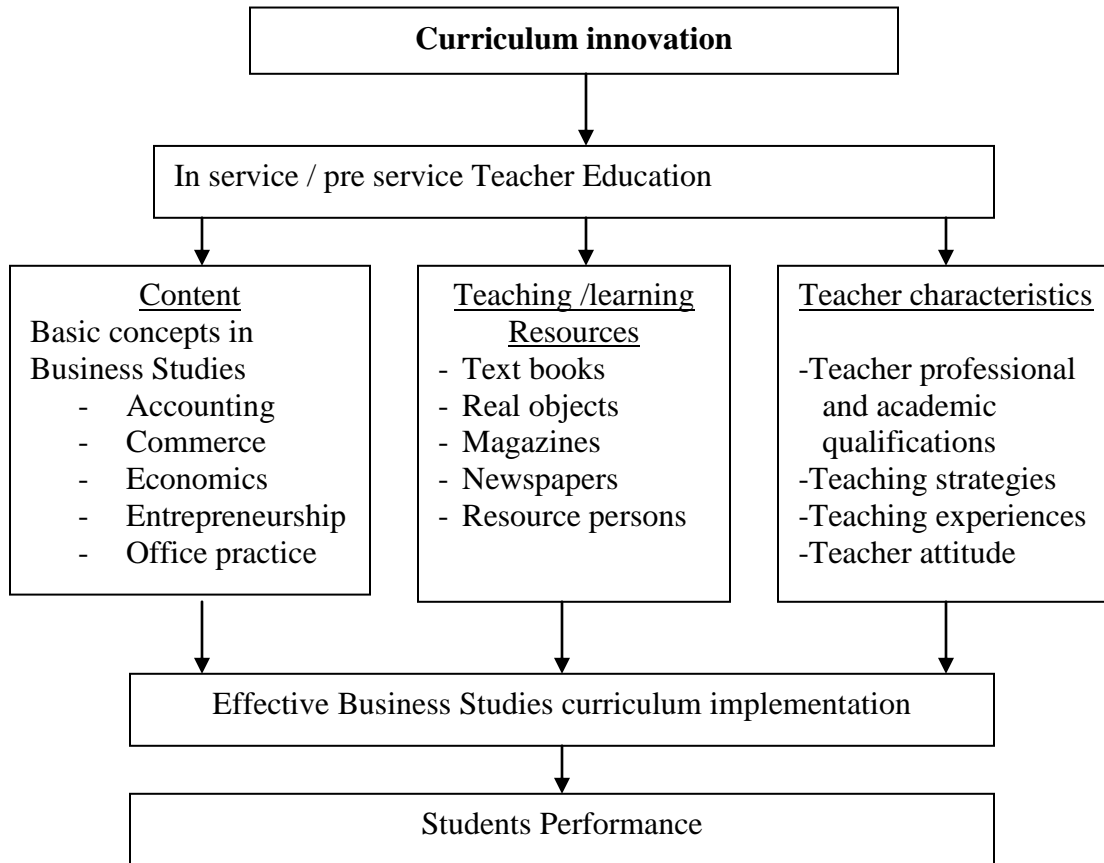 Curriculum innovation
In service / pre service Teacher Education
Content
Basic concepts in
Business Studies
- Accounting
- Commerce
- Economics
- Entrepreneurship
- Office practice
Teaching /learning
Resources
- Text books
- Real objects
- Magazines
- Newspapers
- Resource persons
Teacher characteristics
-Teacher professional
and academic
qualifications
-Teaching strategies
-Teaching experiences
-Teacher attitude
Effective Business Studies curriculum implementation
Students Performance